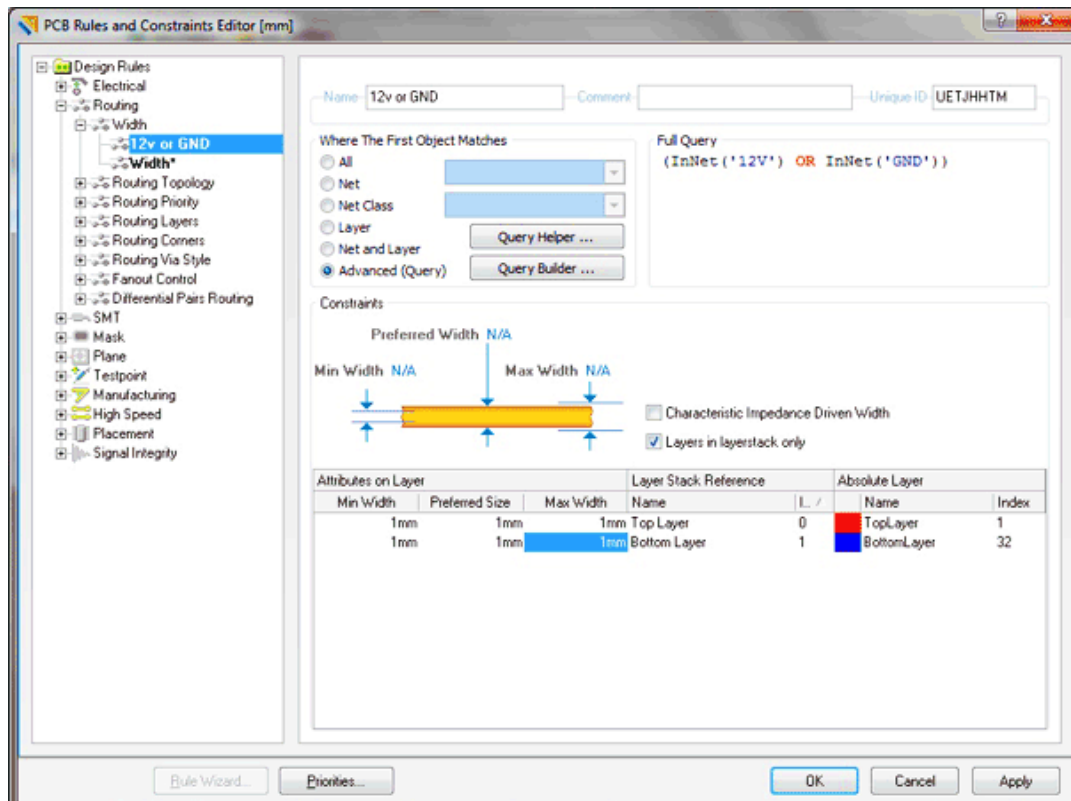 PCB Rules and Constraints Editor [mm]
Design Rules
Electrical
Routing
Width
12v or GND
Width*
Routing Topology
Routing Priority
Routing Layers
Routing Corners
Routing Via Style
Fanout Control
Differential Pairs Routing
SMT
Mask
Plane
Testpoint
Manufacturing
High Speed
Placement
Signal Integrity
Name 12v or GND Comment Unique ID UETJHHTM
Where The First Object Matches
All
Net
Net Class
Layer
Net and Layer
Advanced (Query)
Query Helper ...
Query Builder ...
Full Query
(InNet('12V') OR InNet('GND'))
Constraints
Preferred Width N/A
Min Width N/A
Max Width N/A
Characteristic Impedance Driven Width
Layers in layerstack only
Attributes on Layer Layer Stack Reference Absolute Layer
Min Width Preferred Size Max Width Name I... Name Index
1mm 1mm 1mm Top Layer 0 TopLayer 1
1mm 1mm 1mm Bottom Layer 1 BottomLayer 32
Rule Wizard... Priorities... OK Cancel Apply